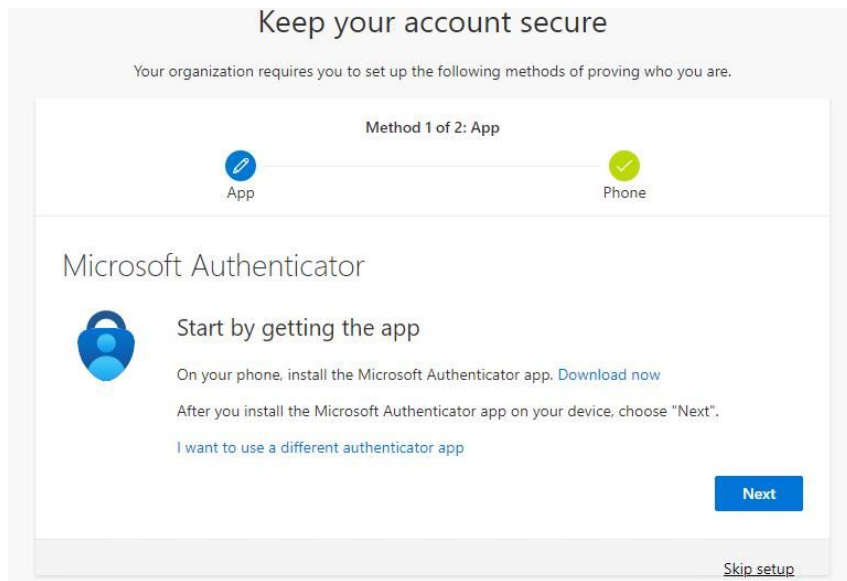 Keep your account secure
Your organization requires you to set up the following methods of proving who you are.
Method 1 of 2: App
App
Phone
Microsoft Authenticator
Start by getting the app
On your phone, install the Microsoft Authenticator app. Download now
After you install the Microsoft Authenticator app on your device, choose "Next".
I want to use a different authenticator app
Next
Skip setup